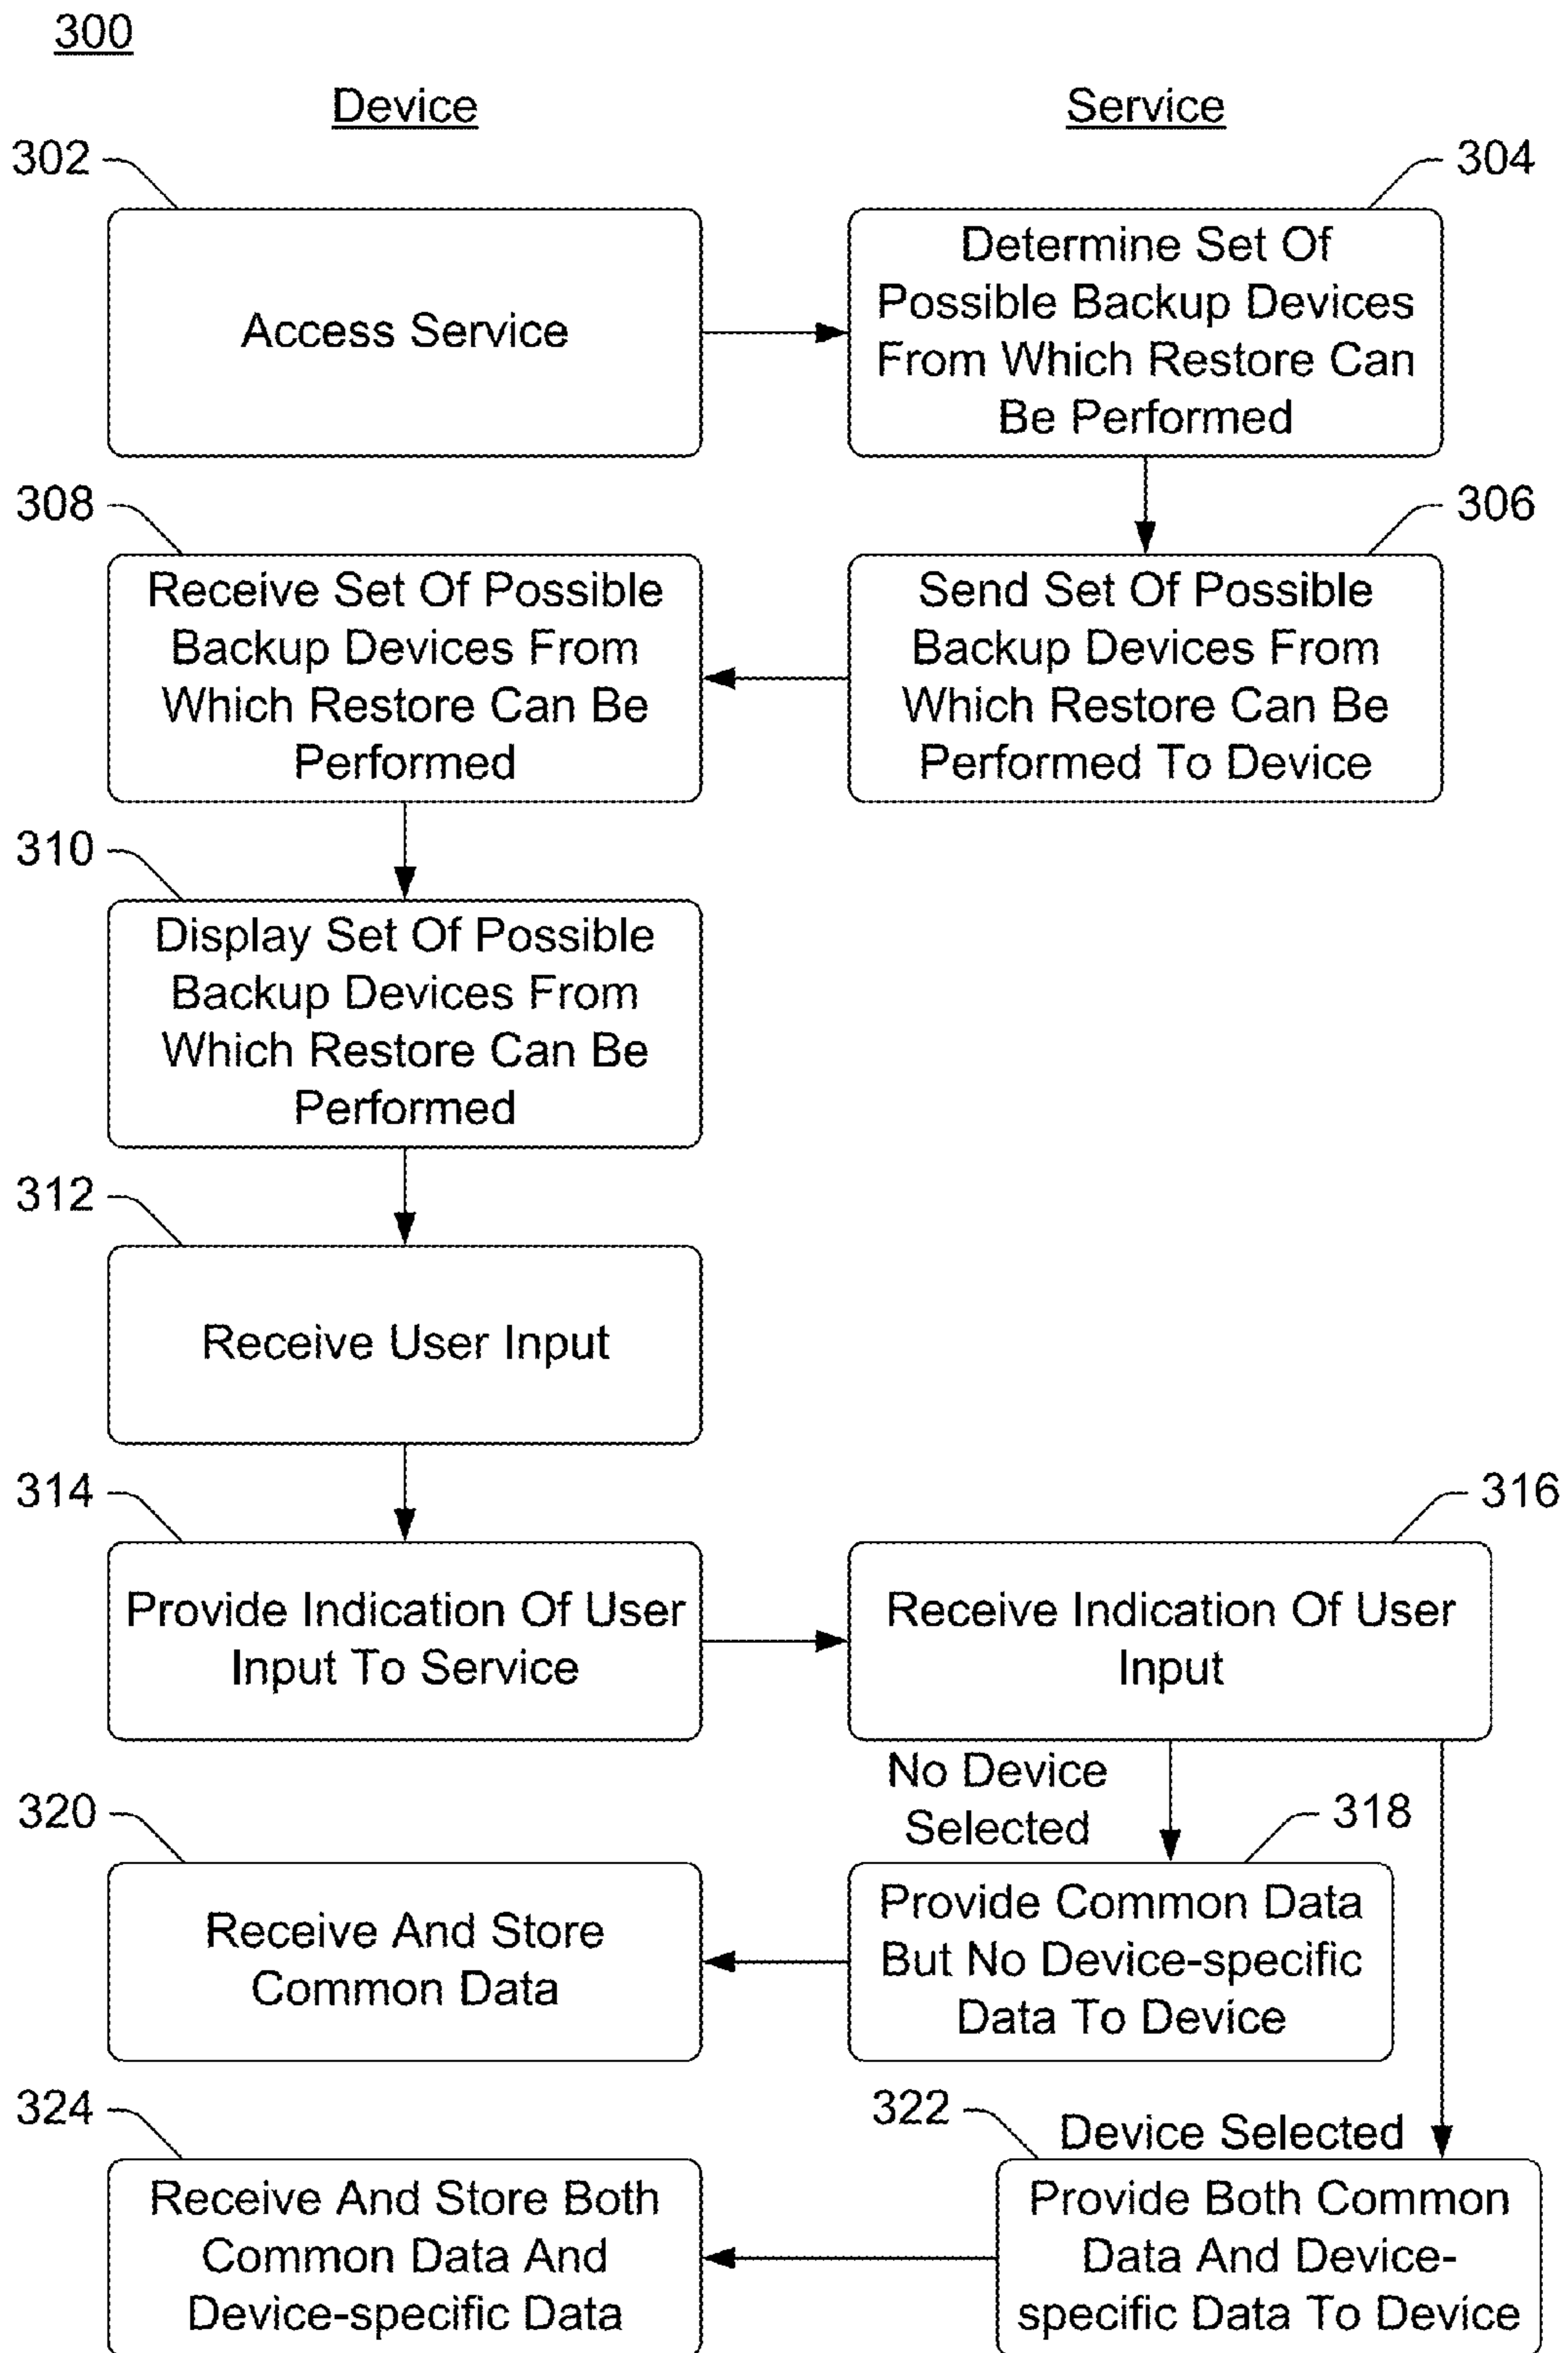 300
Device
Service
302
304
Access Service
Determine Set Of
Possible Backup Devices
From Which Restore Can
Be Performed
308
306
Receive Set Of Possible
Backup Devices From
Which Restore Can Be
Performed
Send Set Of Possible
Backup Devices From
Which Restore Can Be
Performed To Device
310
Display Set Of Possible
Backup Devices From
Which Restore Can Be
Performed
312
Receive User Input
314
316
Provide Indication Of User
Input To Service
Receive Indication Of User
Input
No Device
Selected
320
318
Receive And Store
Common Data
Provide Common Data
But No Device-specific
Data To Device
324
322
Device Selected
Receive And Store Both
Common Data And
Device-specific Data
Provide Both Common
Data And Device-
specific Data To Device